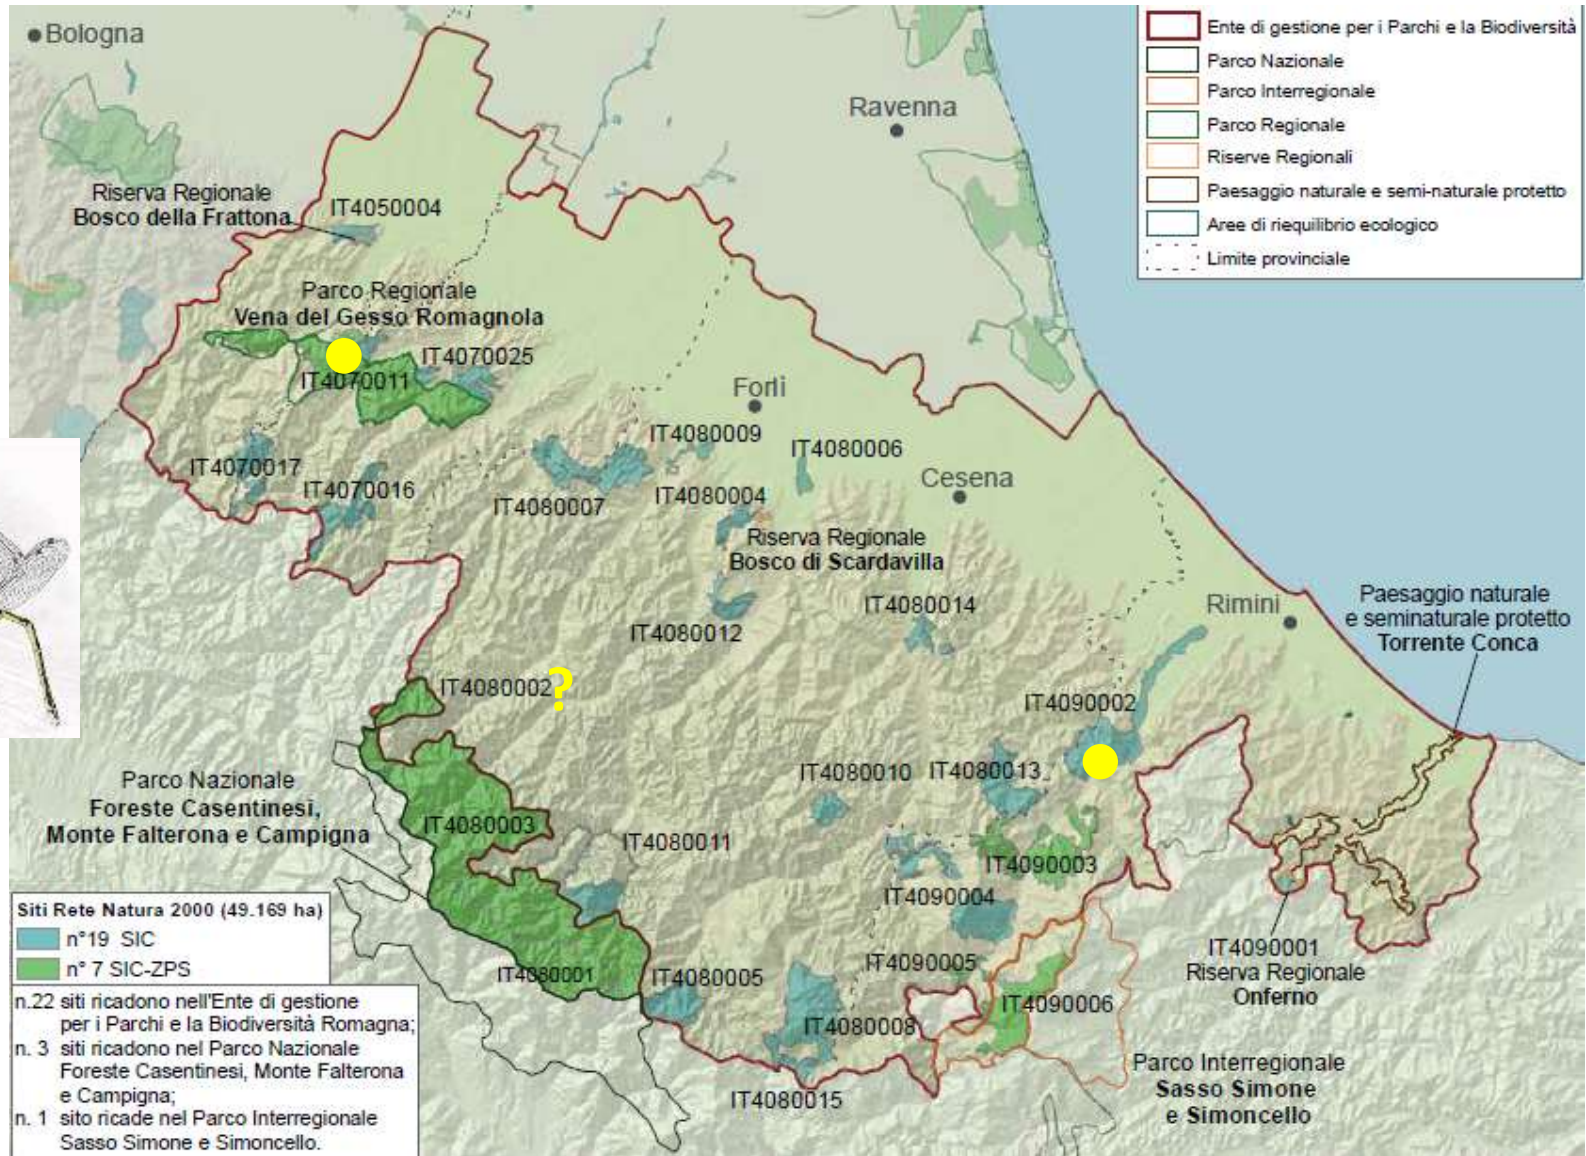 Bologna
Ravenna
Riserva Regionale
Bosco della Frattona
IT4050004
Parco Regionale
Vena del Gesso Romagnola
IT4070025
IT4070011
Forlì
IT4080009
IT4080006
IT4070017
IT4070016
IT4080007
IT4080004
Cesena
Riserva Regionale
Bosco di Scardavilla
IT4080014
IT4080012
Rimini
Paesaggio naturale
e seminaturale protetto
Torrente Conca
IT4080002
?
IT4090002
Parco Nazionale
Foreste Casentinesi,
Monte Falterona e Campigna
IT4080010
IT4080013
IT4080003
IT4080011
IT4090003
IT4090004
IT4090001
Riserva Regionale
Onferno
IT4080001
IT4080005
IT4090005
IT4080008
IT4090006
IT4080015
Parco Interregionale
Sasso Simone
e Simoncello
Ente di gestione per i Parchi e la Biodiversità
Parco Nazionale
Parco Interregionale
Parco Regionale
Riserve Regionali
Paesaggio naturale e semi-naturale protetto
Aree di riequilibrio ecologico
Limite provinciale
Siti Rete Natura 2000 (49.169 ha)
n°19 SIC
n° 7 SIC-ZPS
n.22 siti ricadono nell'Ente di gestione
per i Parchi e la Biodiversità Romagna;
n. 3 siti ricadono nel Parco Nazionale
Foreste Casentinesi, Monte Falterona
e Campigna;
n. 1 sito ricade nel Parco Interregionale
Sasso Simone e Simoncello.